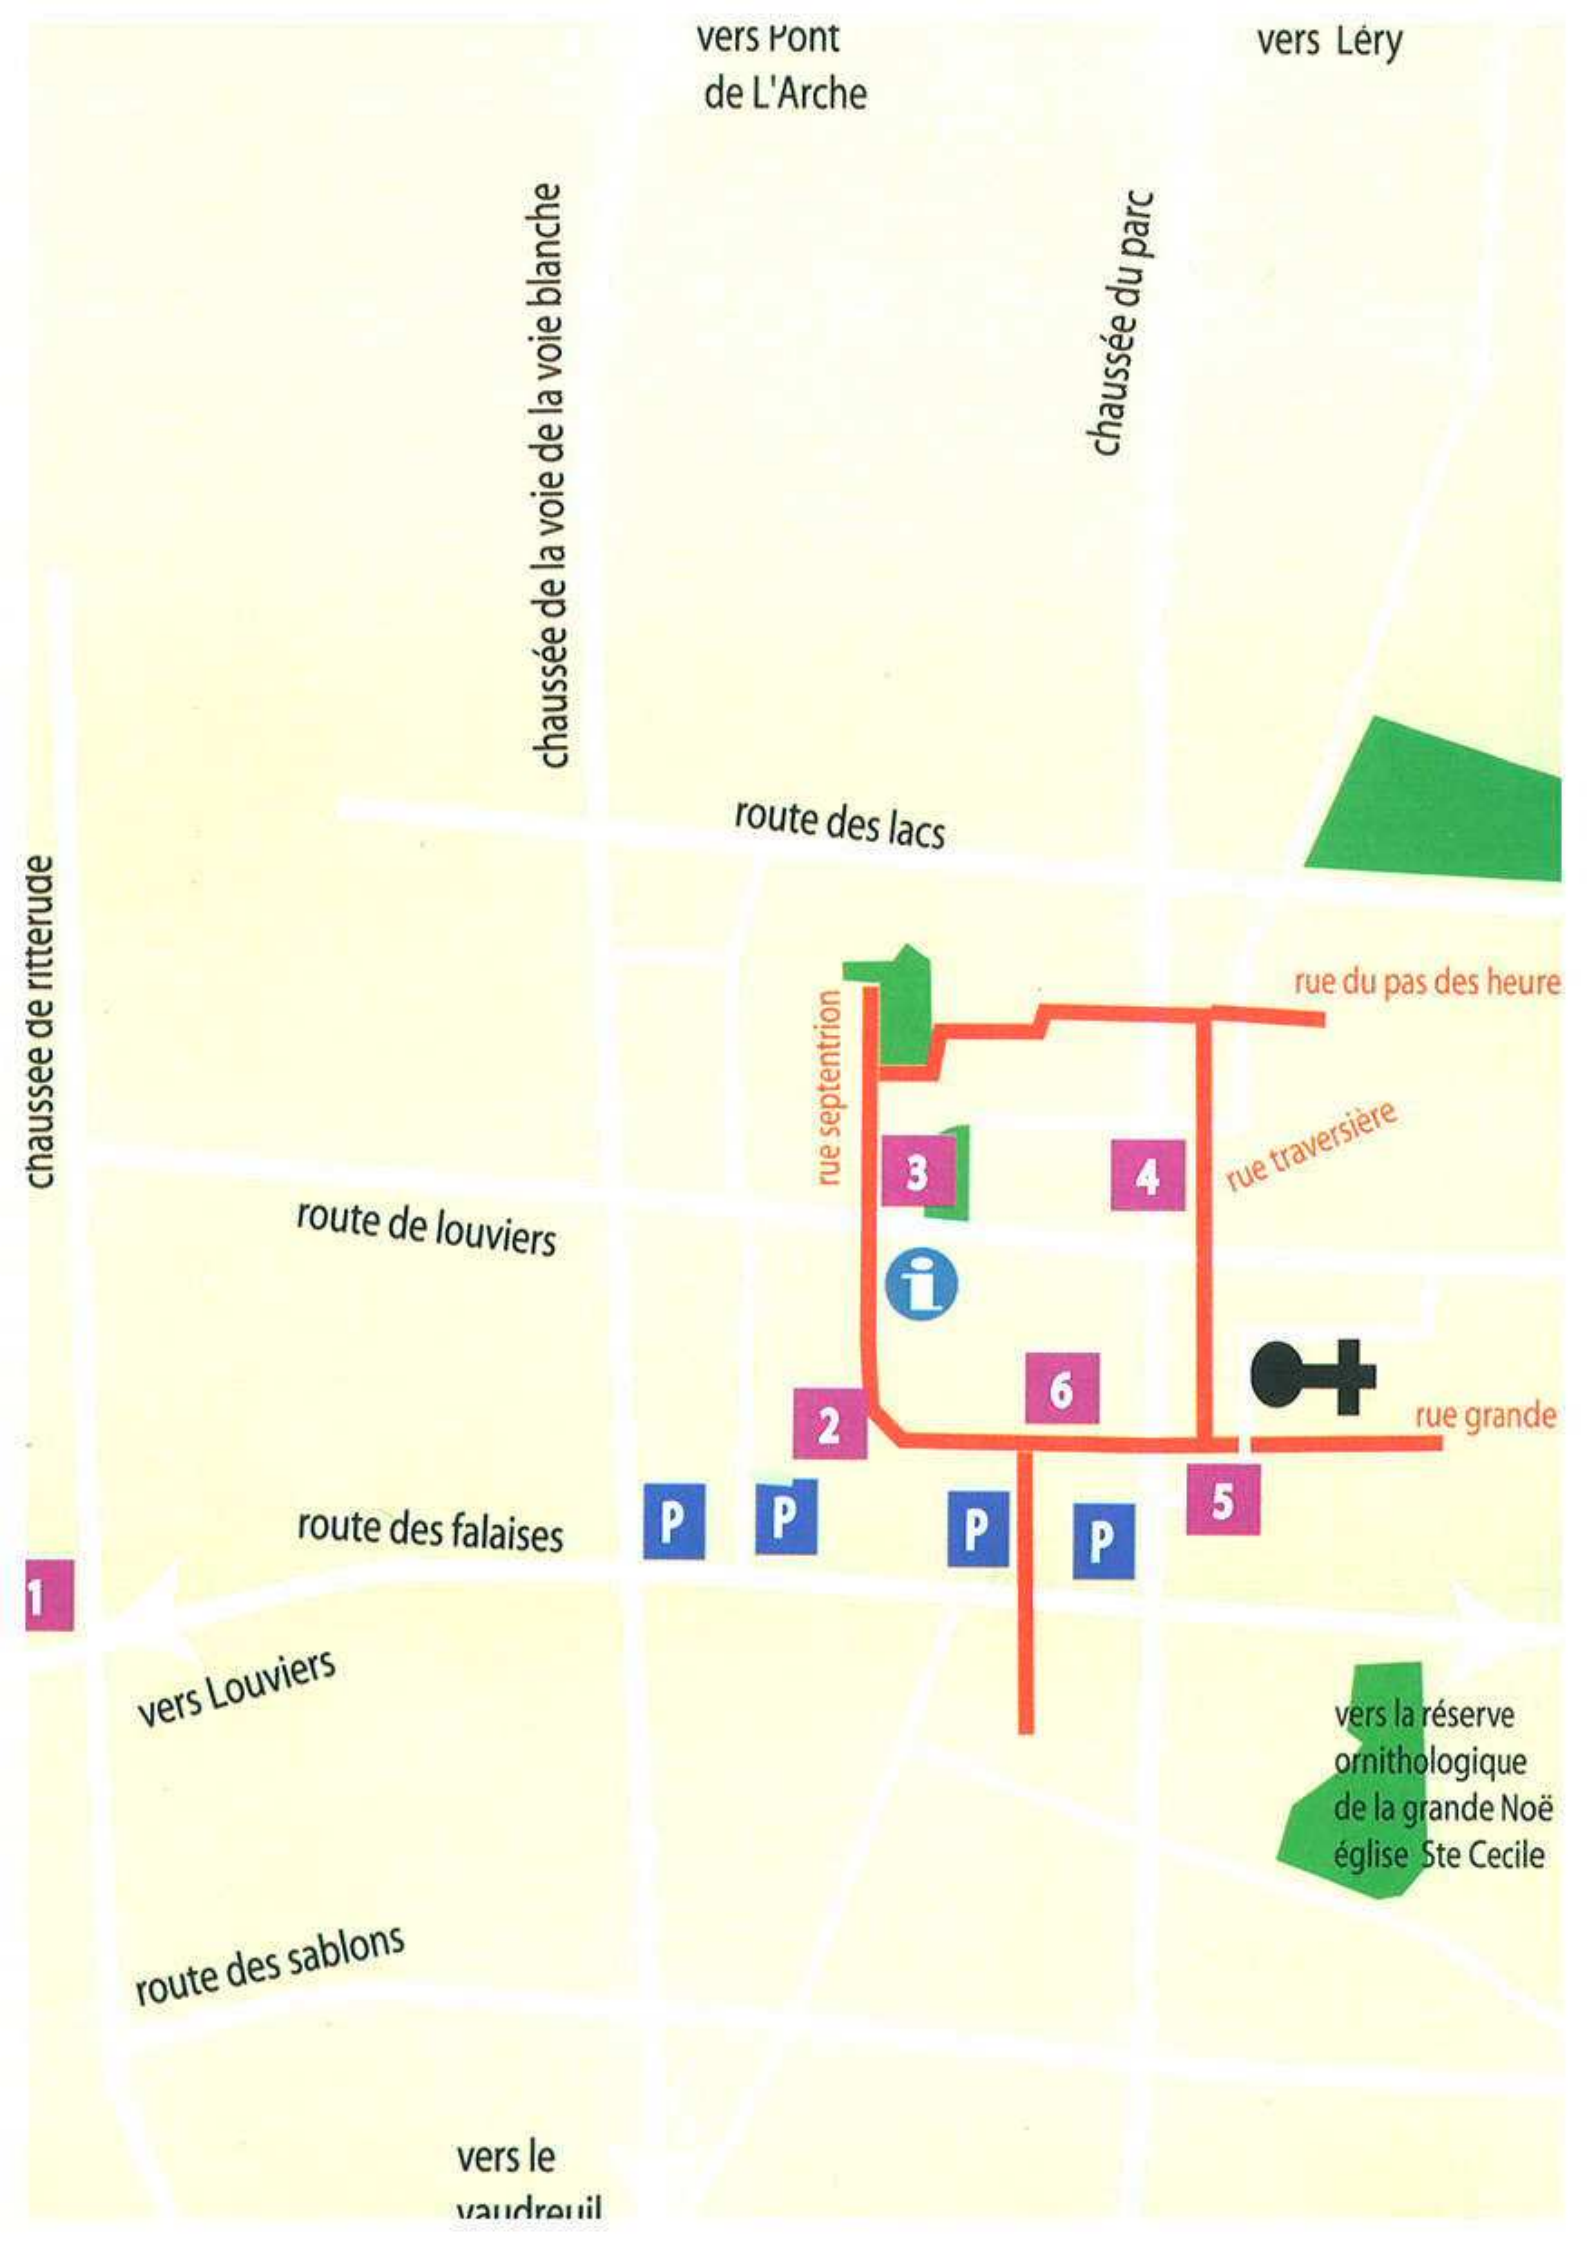 vers Pont
de L'Arche
vers Léry
chaussée de la voie de la voie blanche
chaussée du parc
route des lacs
chaussee de ritterude
rue du pas des heure
rue septentrion
rue traversière
3
4
route de louviers
i
6
2
rue grande
P
P
P
P
5
route des falaises
1
vers Louviers
vers la réserve
ornithologique
de la grande Noë
église Ste Cecile
route des sablons
vers le
vaudreuil